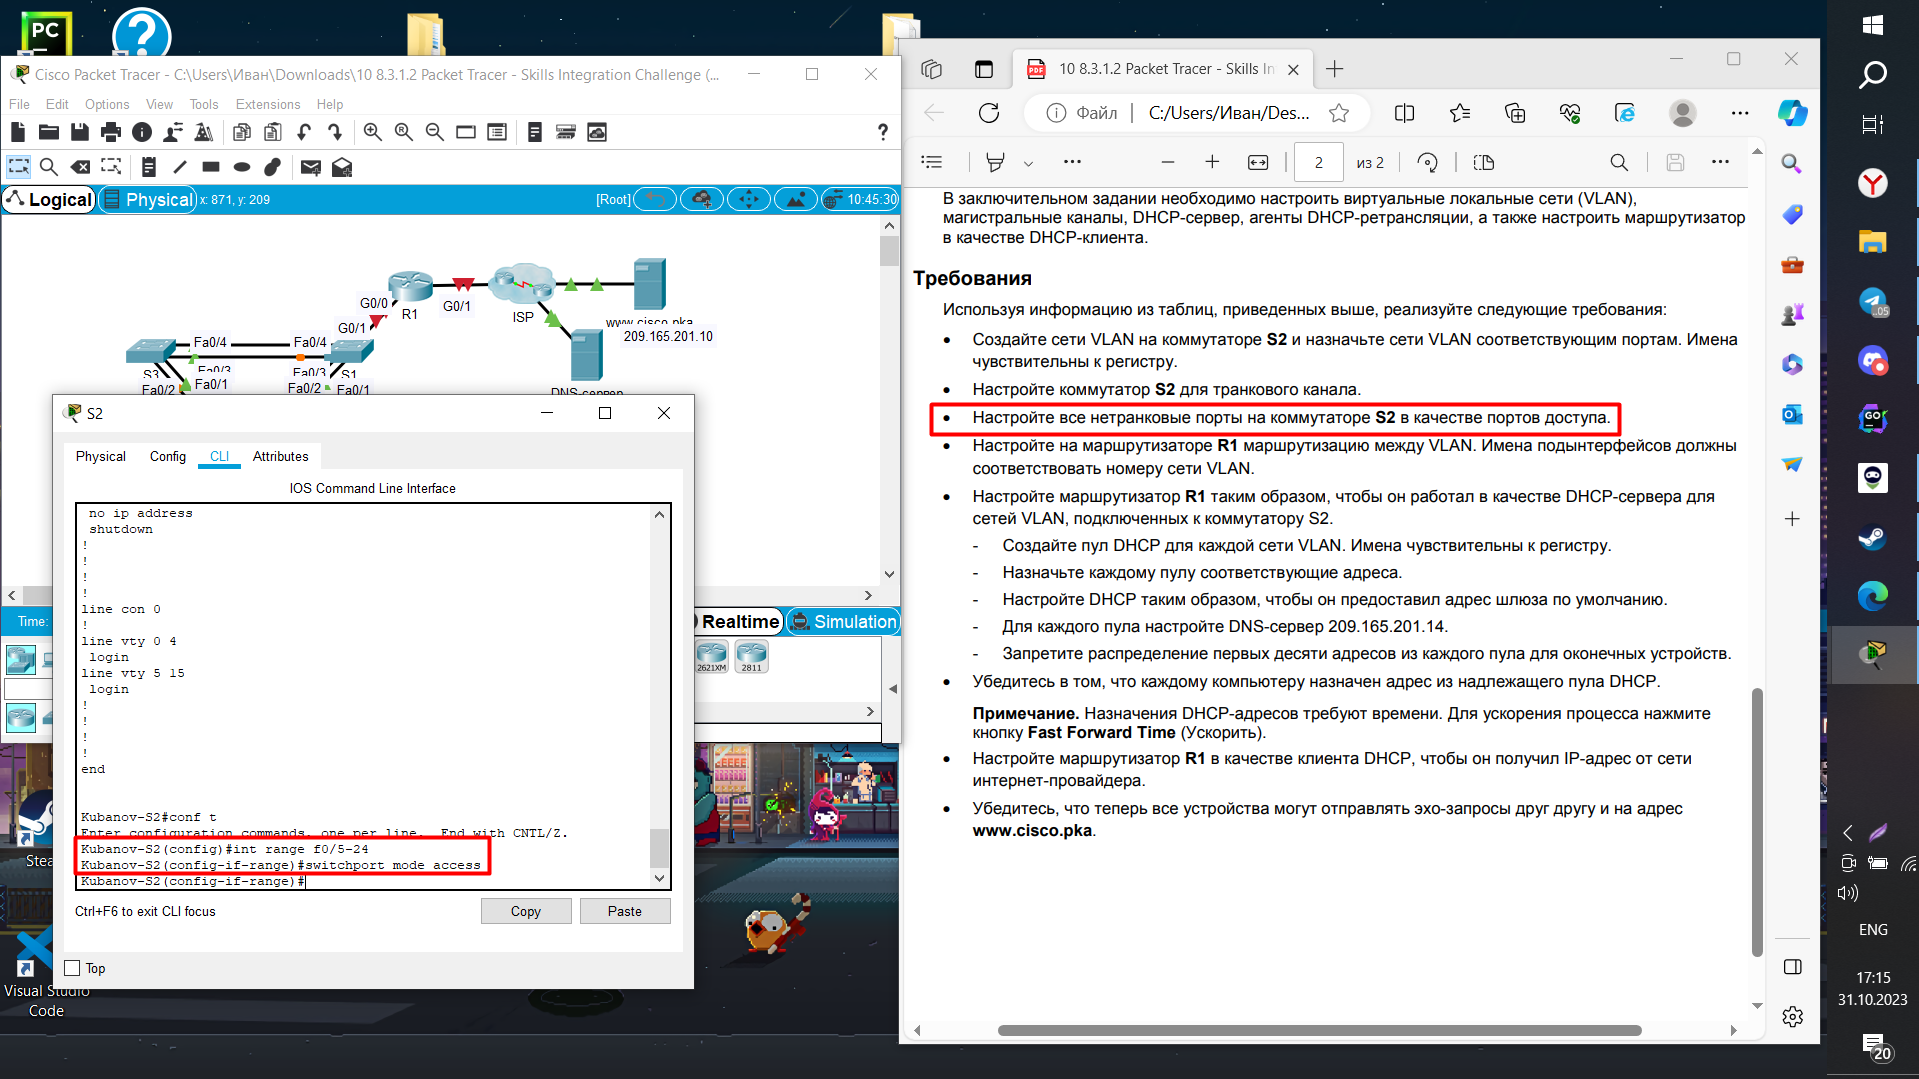 PC
?
Cisco Packet Tracer - C:\Users\Иван\Downloads\10 8.3.1.2 Packet Tracer - Skills Integration Challenge (...
File Edit Options View Tools Extensions Help
?
Logical
Physical
x: 871, y: 209
[Root]
10:45:30
G0/0
G0/1
R1
ISP
www.cisco.pka
209.165.201.10
G0/1
Fa0/4
Fa0/4
Fa0/3
Fa0/3
S3
S1
Fa0/2
Fa0/1
Fa0/2
Fa0/1
DNS-сервер
Time:
Realtime
Simulation
2621XM
2811
S2
Physical
Config
CLI
Attributes
IOS Command Line Interface
no ip address
shutdown
!
!
!
!
line con 0
!
line vty 0 4
login
line vty 5 15
login
!
!
!
!
end
Kubanov-S2#conf t
Enter configuration commands, one per line. End with CNTL/Z.
Kubanov-S2(config)#int range f0/5-24
Kubanov-S2(config-if-range)#switchport mode access
Kubanov-S2(config-if-range)#
Ctrl+F6 to exit CLI focus
Copy
Paste
Top
Stea
Visual Studio
Code
PDF
10 8.3.1.2 Packet Tracer - Skills In
Файл
C:/Users/Иван/Des...
2
из 2
В заключительном задании необходимо настроить виртуальные локальные сети (VLAN),
магистральные каналы, DHCP-сервер, агенты DHCP-ретрансляции, а также настроить маршрутизатор
в качестве DHCP-клиента.
Требования
Используя информацию из таблиц, приведенных выше, реализуйте следующие требования:
• Создайте сети VLAN на коммутаторе S2 и назначьте сети VLAN соответствующим портам. Имена
чувствительны к регистру.
• Настройте коммутатор S2 для транкового канала.
• Настройте все нетранковые порты на коммутаторе S2 в качестве портов доступа.
• Настройте на маршрутизаторе R1 маршрутизацию между VLAN. Имена подынтерфейсов должны
соответствовать номеру сети VLAN.
• Настройте маршрутизатор R1 таким образом, чтобы он работал в качестве DHCP-сервера для
сетей VLAN, подключенных к коммутатору S2.
- Создайте пул DHCP для каждой сети VLAN. Имена чувствительны к регистру.
- Назначьте каждому пулу соответствующие адреса.
- Настройте DHCP таким образом, чтобы он предоставил адрес шлюза по умолчанию.
- Для каждого пула настройте DNS-сервер 209.165.201.14.
- Запретите распределение первых десяти адресов из каждого пула для оконечных устройств.
• Убедитесь в том, что каждому компьютеру назначен адрес из надлежащего пула DHCP.
Примечание. Назначения DHCP-адресов требуют времени. Для ускорения процесса нажмите
кнопку Fast Forward Time (Ускорить).
• Настройте маршрутизатор R1 в качестве клиента DHCP, чтобы он получил IP-адрес от сети
интернет-провайдера.
• Убедитесь, что теперь все устройства могут отправлять эхо-запросы друг другу и на адрес
www.cisco.pka.
Y
.05
GO
ENG
17:15
31.10.2023
20